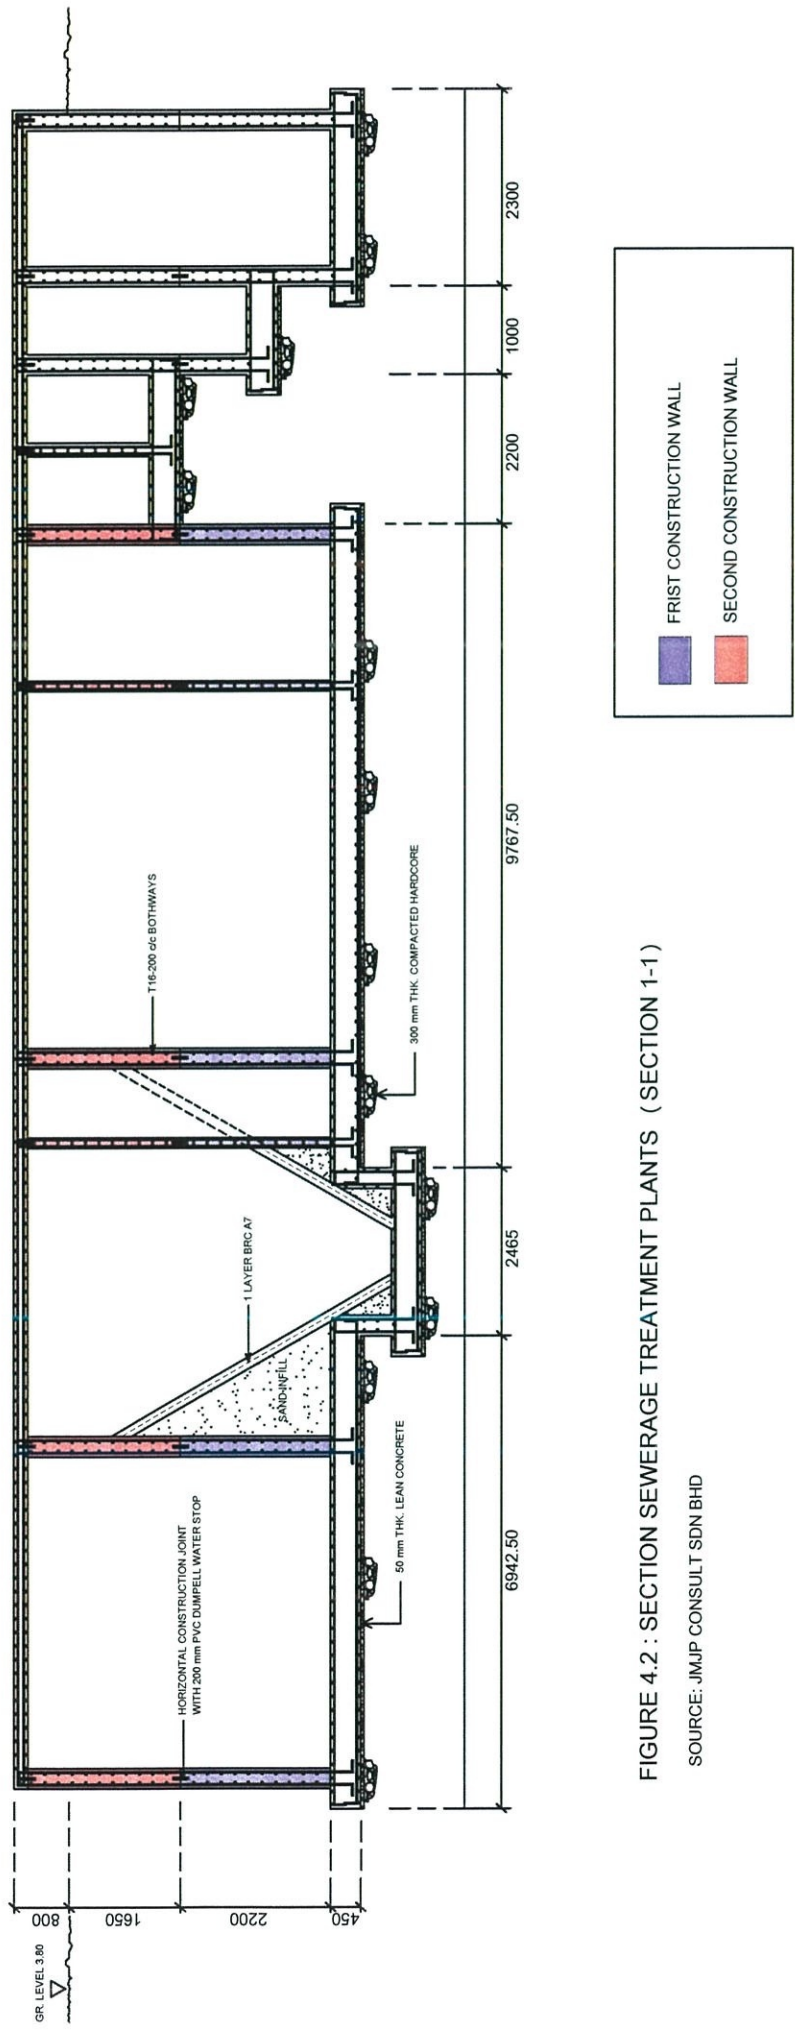 GR. LEVEL 3.80
800
1650
2200
450
HORIZONTAL CONSTRUCTION JOINT
WITH 200 mm PVC DUMPELL WATER STOP
SAND-INFILL
1 LAYER BRC A7
T16-200 c/c BOTHWAYS
50 mm THK. LEAN CONCRETE
300 mm THK. COMPACTED HARDCORE
6942.50
2465
9767.50
2200
1000
2300
FRIST CONSTRUCTION WALL
SECOND CONSTRUCTION WALL
FIGURE 4.2 : SECTION SEWERAGE TREATMENT PLANTS ( SECTION 1-1 )
SOURCE: JMJP CONSULT SDN BHD